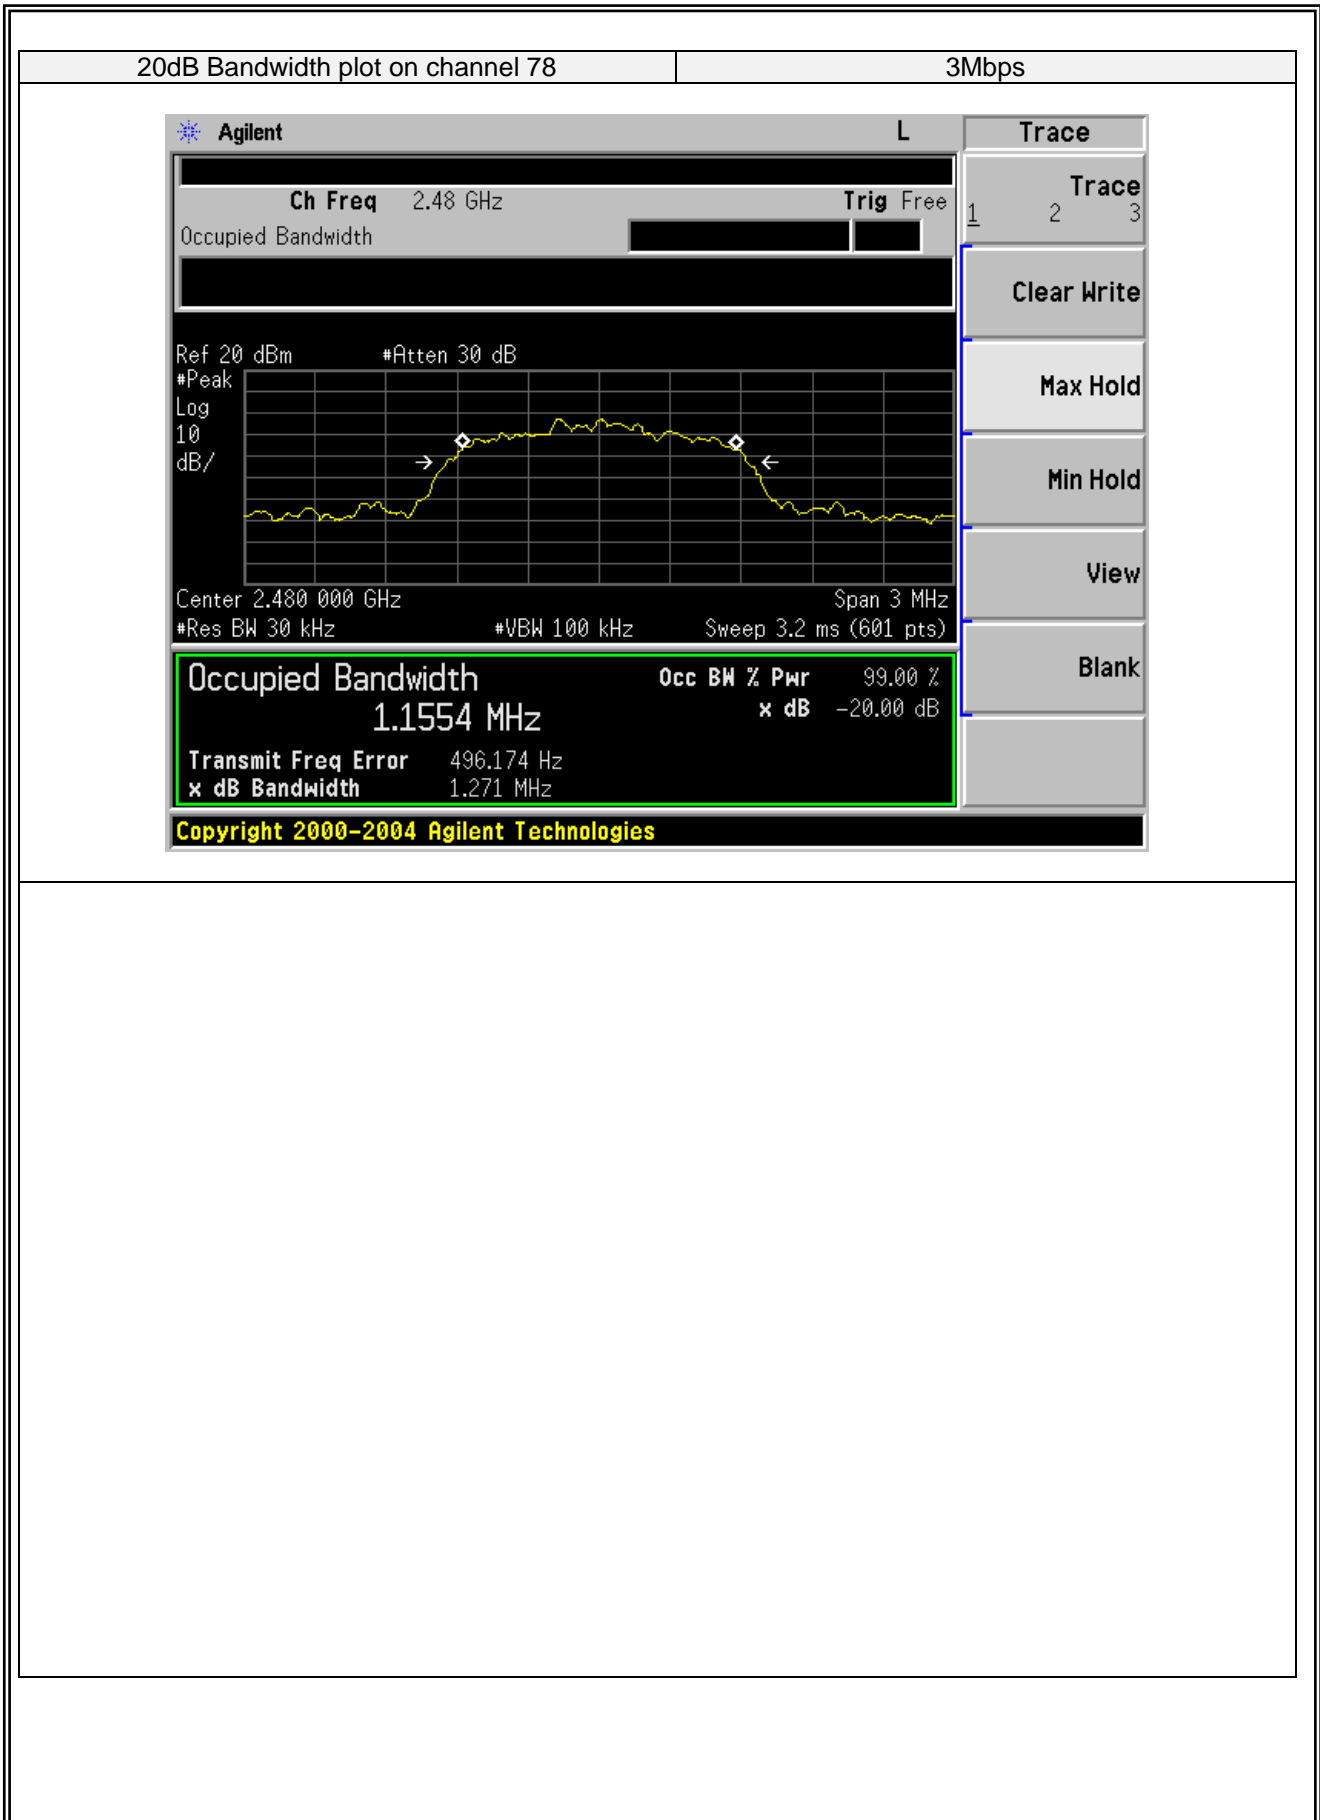 20dB Bandwidth plot on channel 78 3Mbps
Agilent L Trace
Ch Freq 2.48 GHz Trig Free
Occupied Bandwidth
Trace
1 2 3
Clear Write
Max Hold
Min Hold
View
Blank
Ref 20 dBm #Atten 30 dB
#Peak
Log
10
dB/
Center 2.480 000 GHz Span 3 MHz
#Res BW 30 kHz #VBW 100 kHz Sweep 3.2 ms (601 pts)
Occupied Bandwidth Occ BW % Pwr 99.00 %
1.1554 MHz x dB -20.00 dB
Transmit Freq Error 496.174 Hz
x dB Bandwidth 1.271 MHz
Copyright 2000-2004 Agilent Technologies